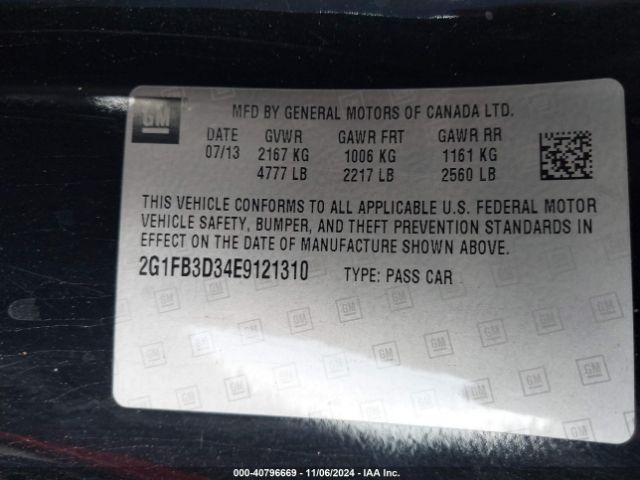 GM
MFD BY GENERAL MOTORS OF CANADA LTD.
DATE GVWR GAWR FRT GAWR RR
07/13 2167 KG 1006 KG 1161 KG
4777 LB 2217 LB 2560 LB
THIS VEHICLE CONFORMS TO ALL APPLICABLE U.S. FEDERAL MOTOR
VEHICLE SAFETY, BUMPER, AND THEFT PREVENTION STANDARDS IN
EFFECT ON THE DATE OF MANUFACTURE SHOWN ABOVE.
2G1FB3D34E9121310 TYPE: PASS CAR
000-40796669 - 11/06/2024 - IAA Inc.